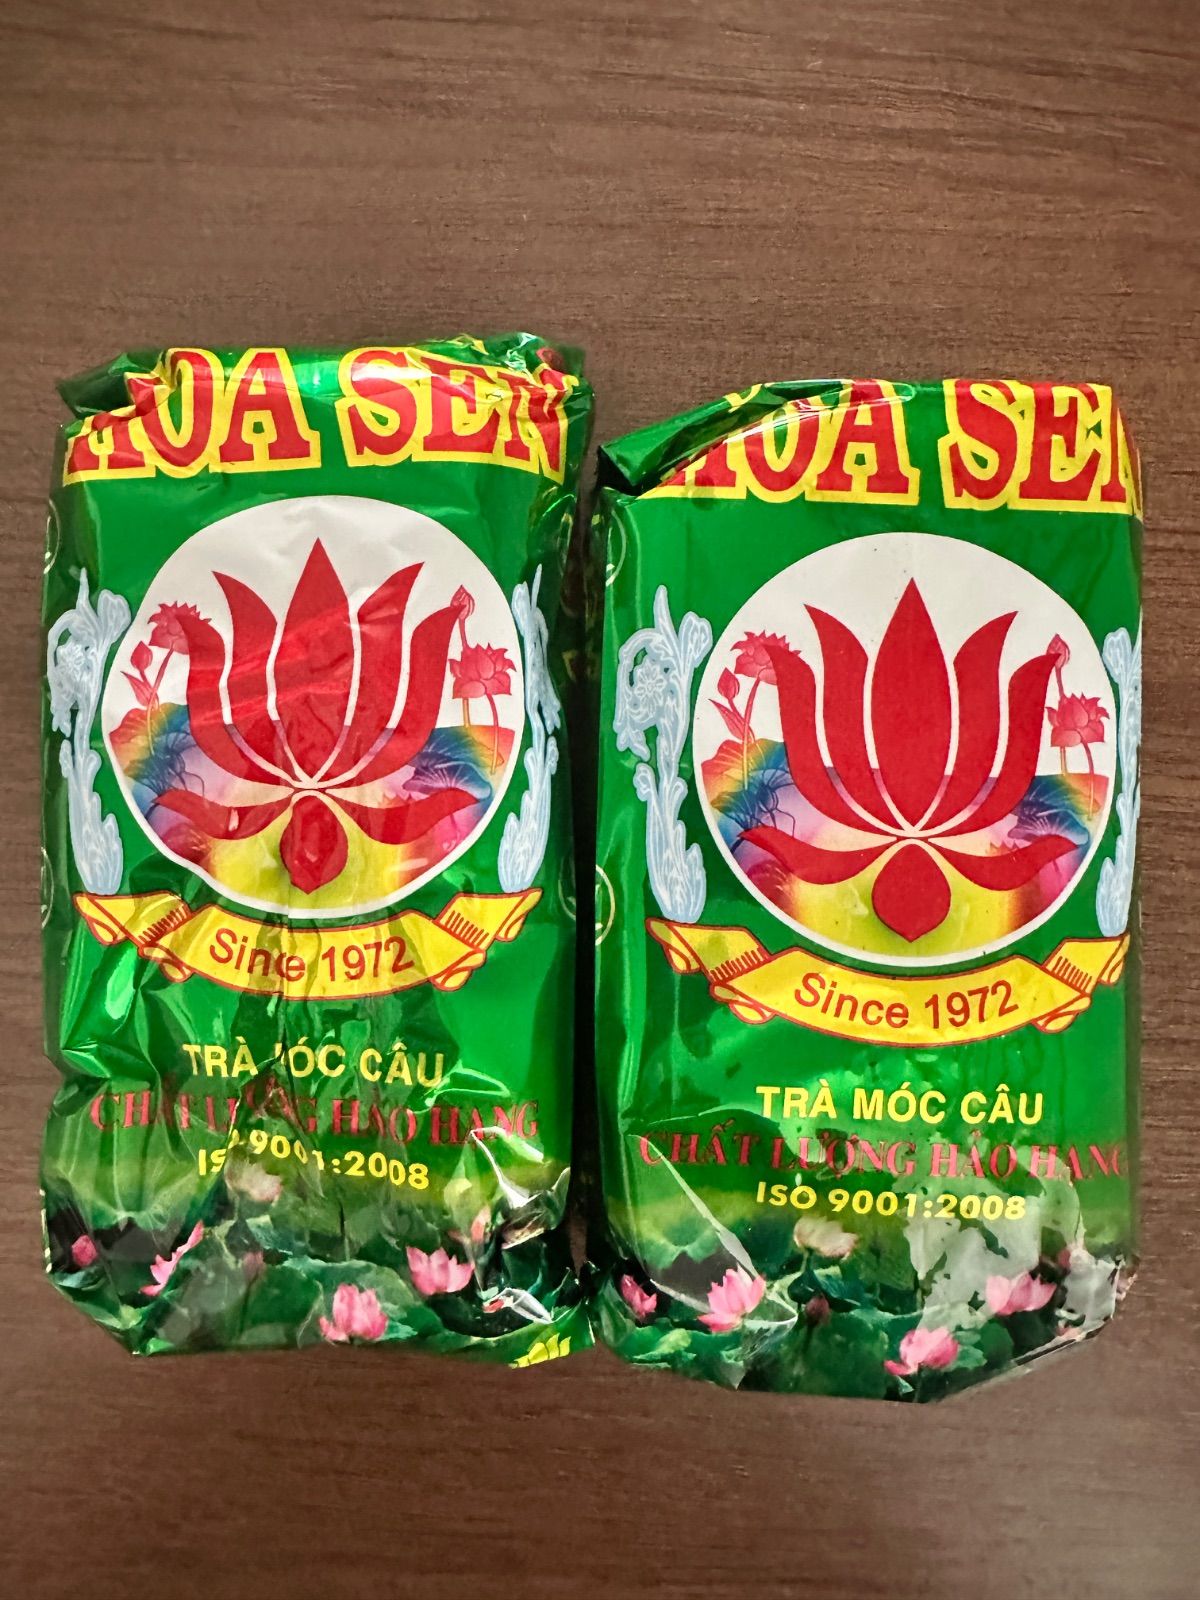 HOA SEN
Since 1972
TRÀ MÓC CÂU
CHẤT LƯỢNG HẢO HẠNG
ISO 9001:2008
HOA SEN
Since 1972
TRÀ MÓC CÂU
CHẤT LƯỢNG HẢO HẠNG
ISO 9001:2008